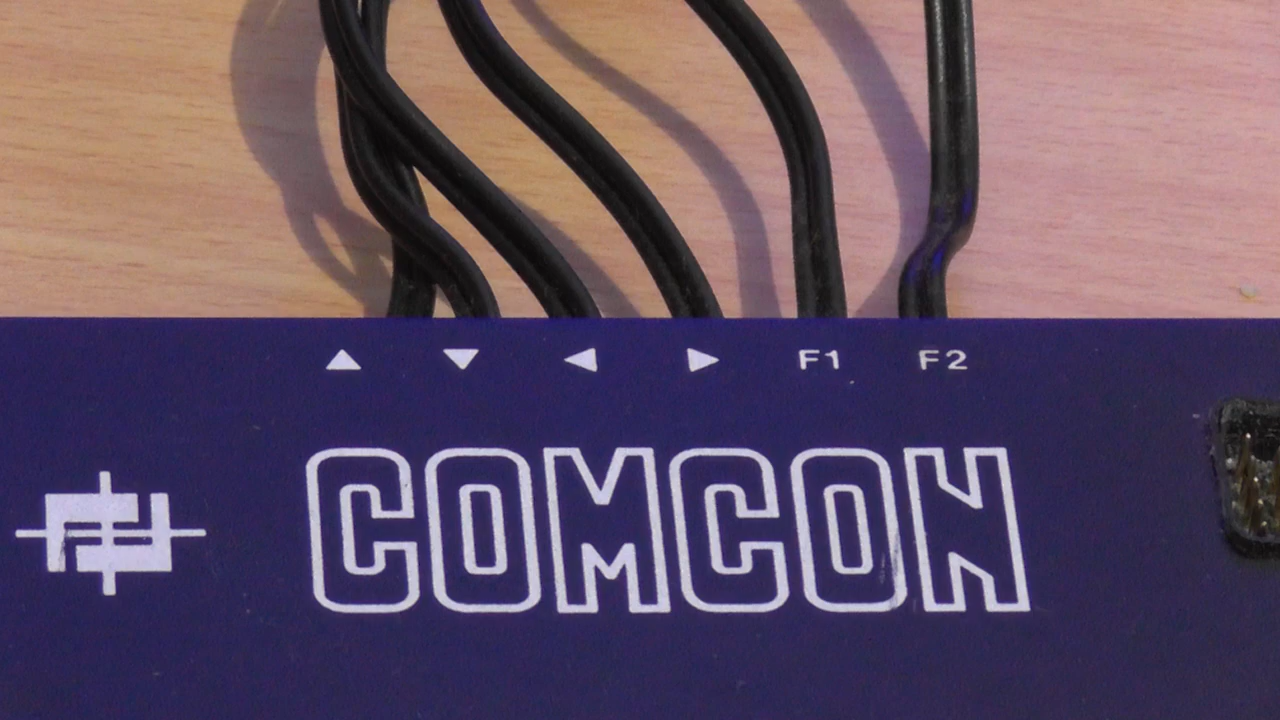 ▲ ▼ ◀ ▶ F1 F2
COMCON